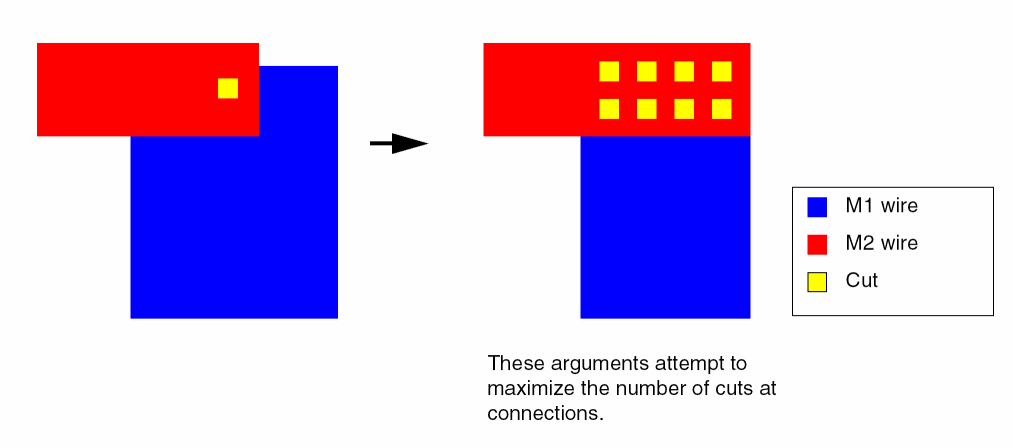 M1 wire
M2 wire
Cut
These arguments attempt to
maximize the number of cuts at
connections.